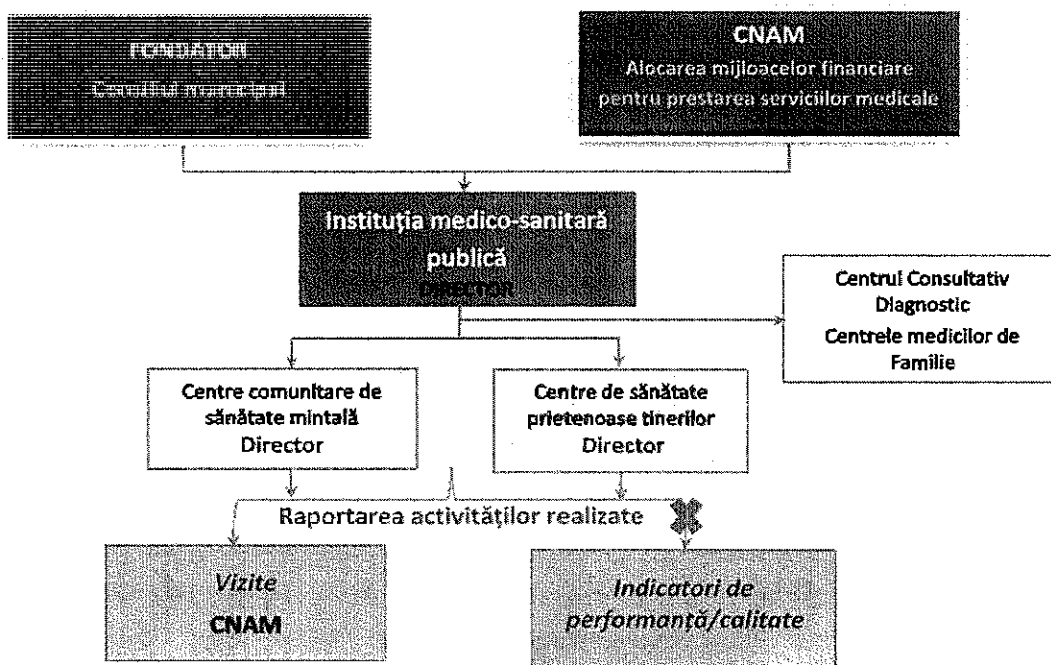 FONDATOR
Consiliul municipal
CNAM
Alocarea mijloacelor financiare
pentru prestarea serviciilor medicale
Instituția medico-sanitară
publică
DIRECTOR
Centrul Consultativ
Diagnostic
Centrele medicilor de
Familie
Centre comunitare de
sănătate mintală
Director
Centre de sănătate
prietenoase tinerilor
Director
Raportarea activităților realizate
Vizite
CNAM
Indicatori de
performanță/calitate